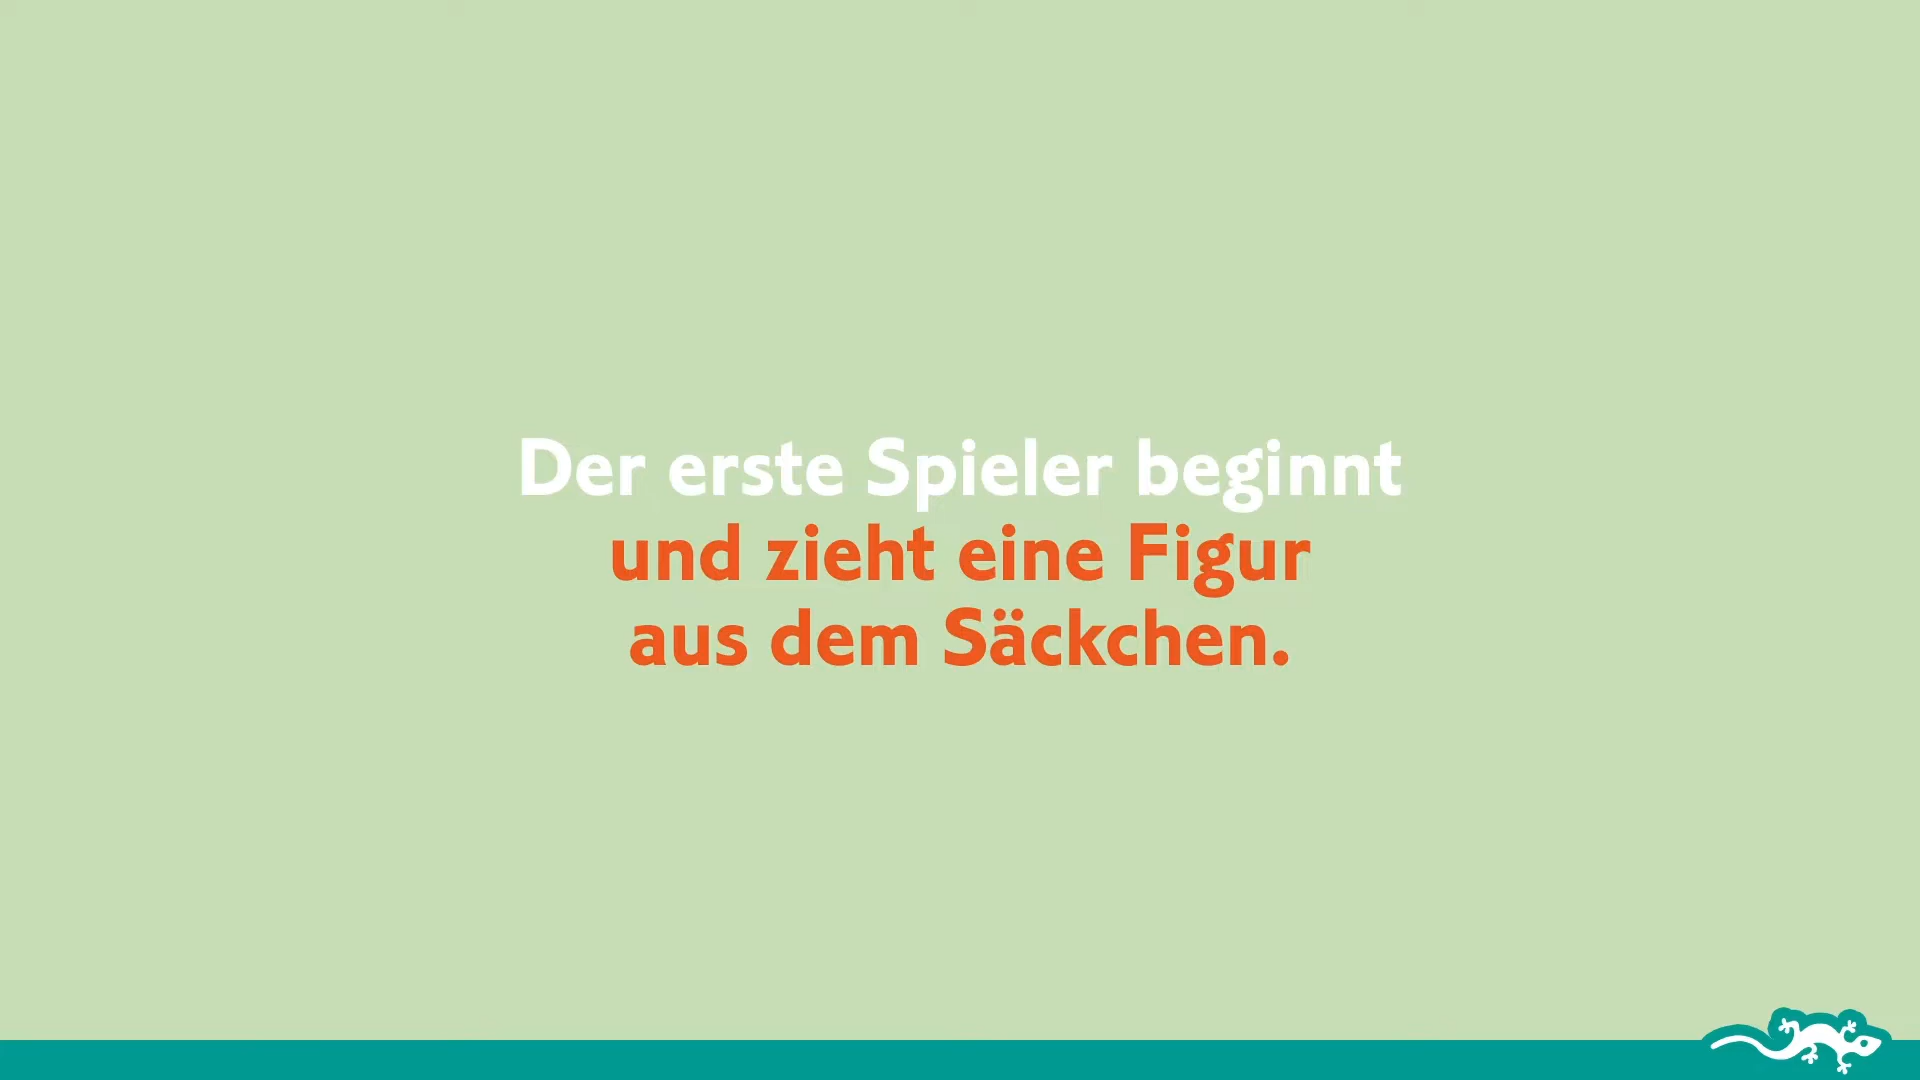 Der erste Spieler beginnt
und zieht eine Figur
aus dem Säckchen.